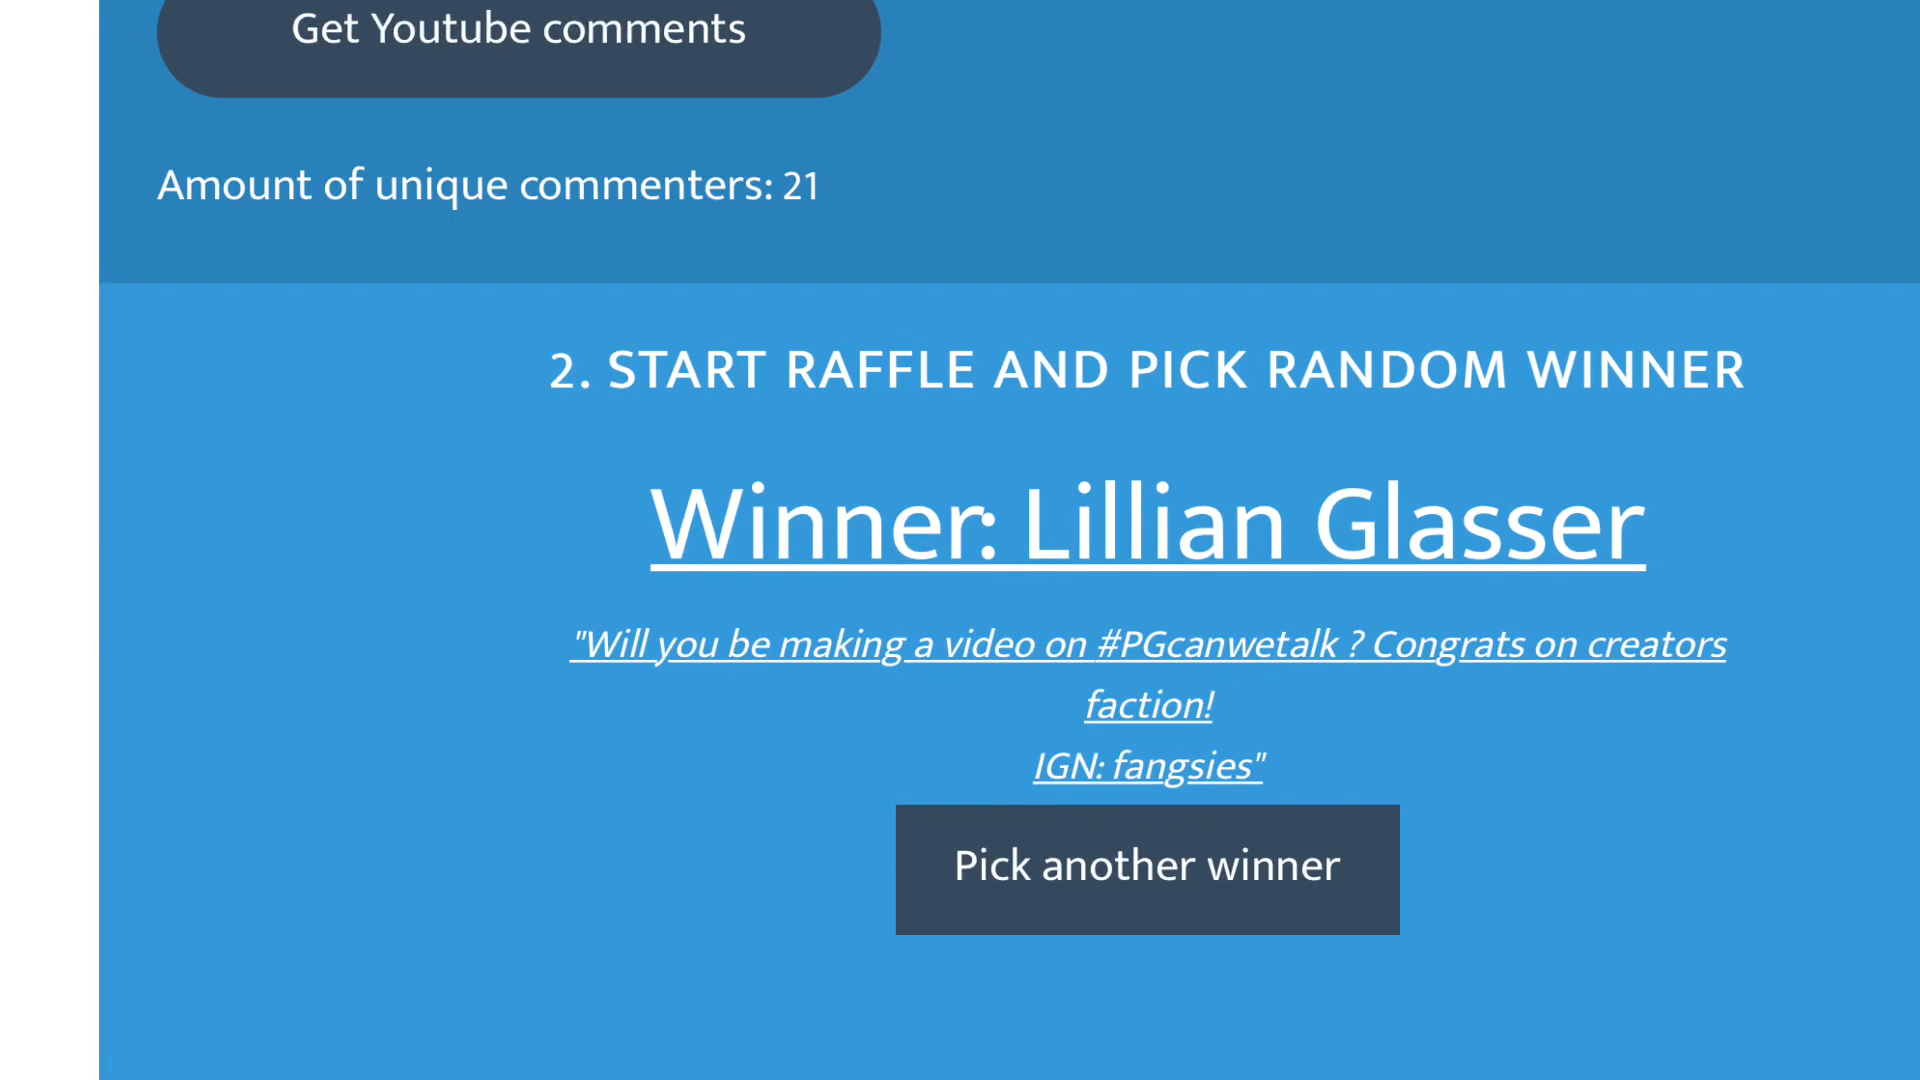 Get Youtube comments
Amount of unique commenters: 21
2. START RAFFLE AND PICK RANDOM WINNER
Winner: Lillian Glasser
"Will you be making a video on #PGcanwetalk ? Congrats on creators
faction!
IGN: fangsies"
Pick another winner